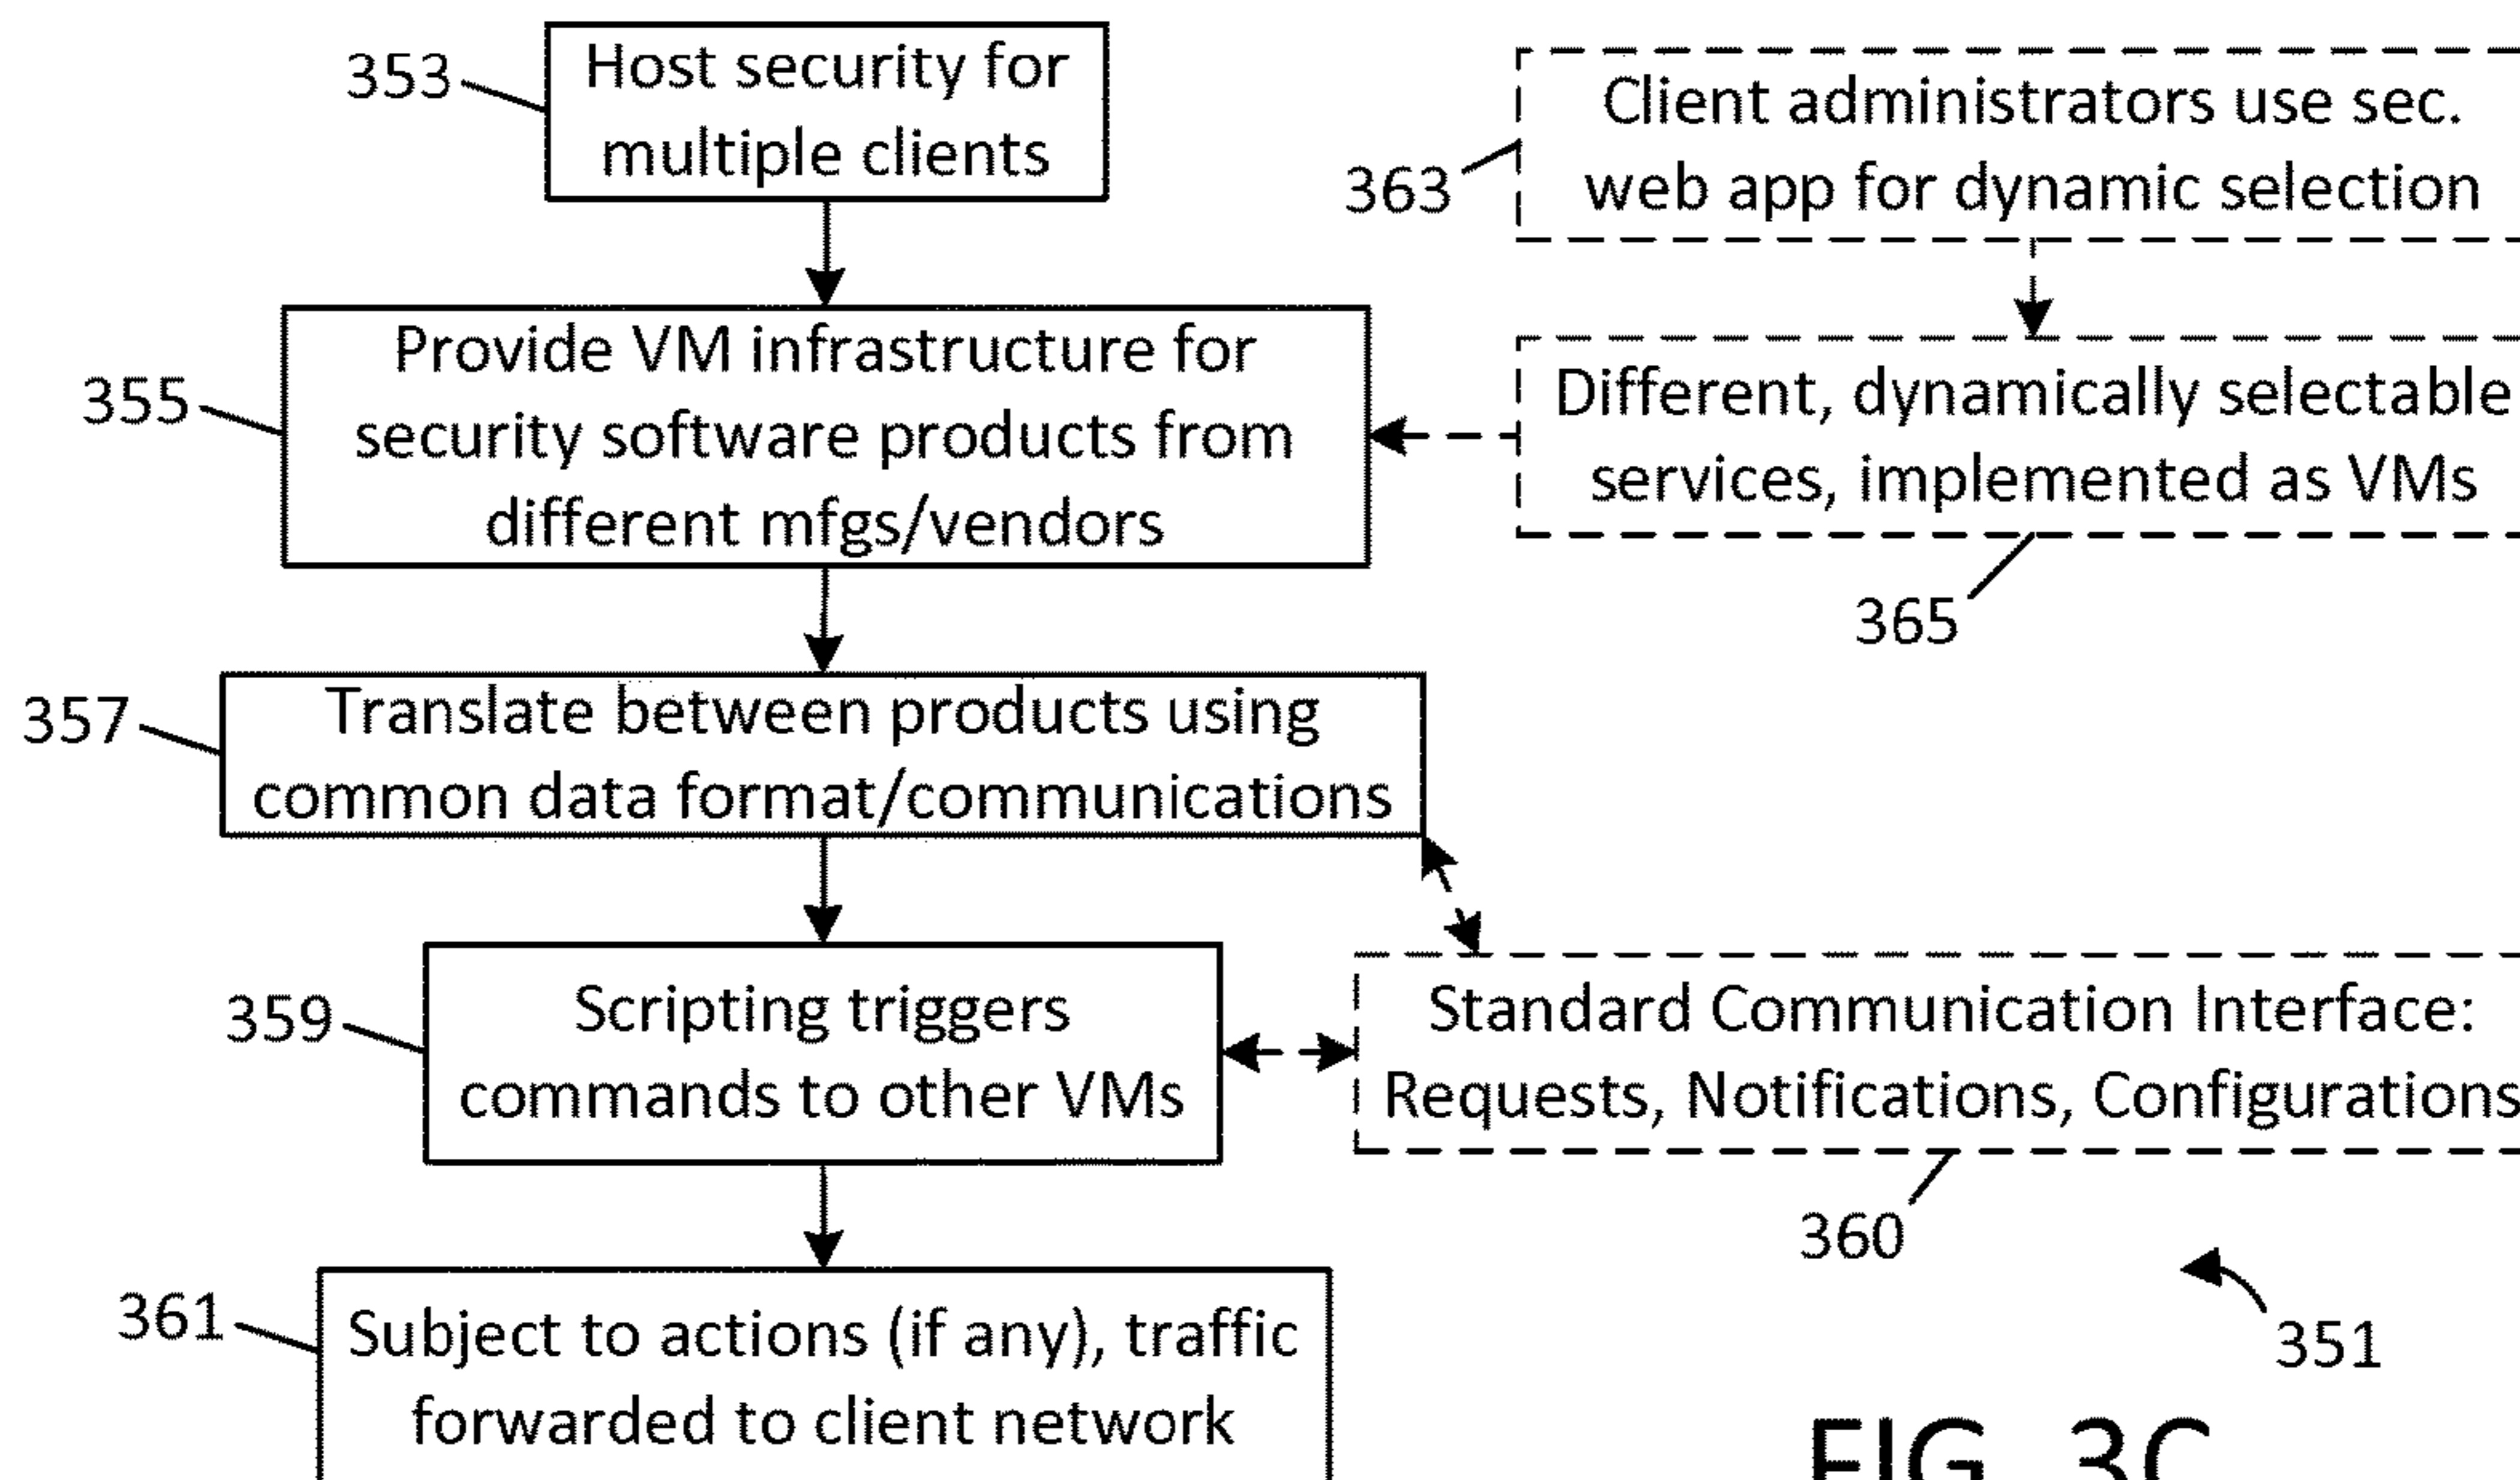 353
Host security for
multiple clients
363
Client administrators use sec.
web app for dynamic selection
355
Provide VM infrastructure for
security software products from
different mfgs/vendors
Different, dynamically selectable
services, implemented as VMs
365
357
Translate between products using
common data format/communications
359
Scripting triggers
commands to other VMs
Standard Communication Interface:
Requests, Notifications, Configurations
360
361
Subject to actions (if any), traffic
forwarded to client network
351
FIG. 3C